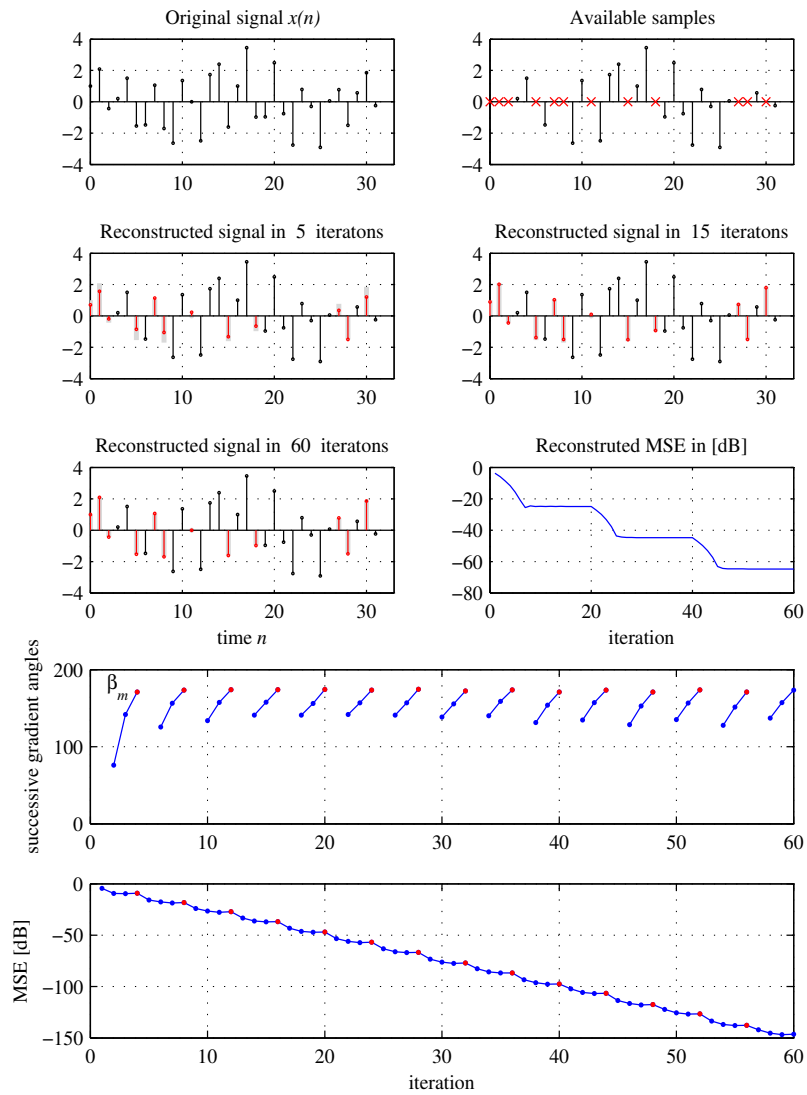 Original signal x(n)
Available samples
4
2
0
−2
−4
0 10 20 30
4
2
0
−2
−4
0 10 20 30
Reconstructed signal in 5 iteratons
Reconstructed signal in 15 iteratons
4
2
0
−2
−4
0 10 20 30
4
2
0
−2
−4
0 10 20 30
Reconstructed signal in 60 iteratons
Reconstruted MSE in [dB]
4
2
0
−2
−4
0 10 20 30
time n
0
−20
−40
−60
−80
0 20 40 60
iteration
successive gradient angles
200
100
0
βm
0 10 20 30 40 50 60
MSE [dB]
0
−50
−100
−150
0 10 20 30 40 50 60
iteration